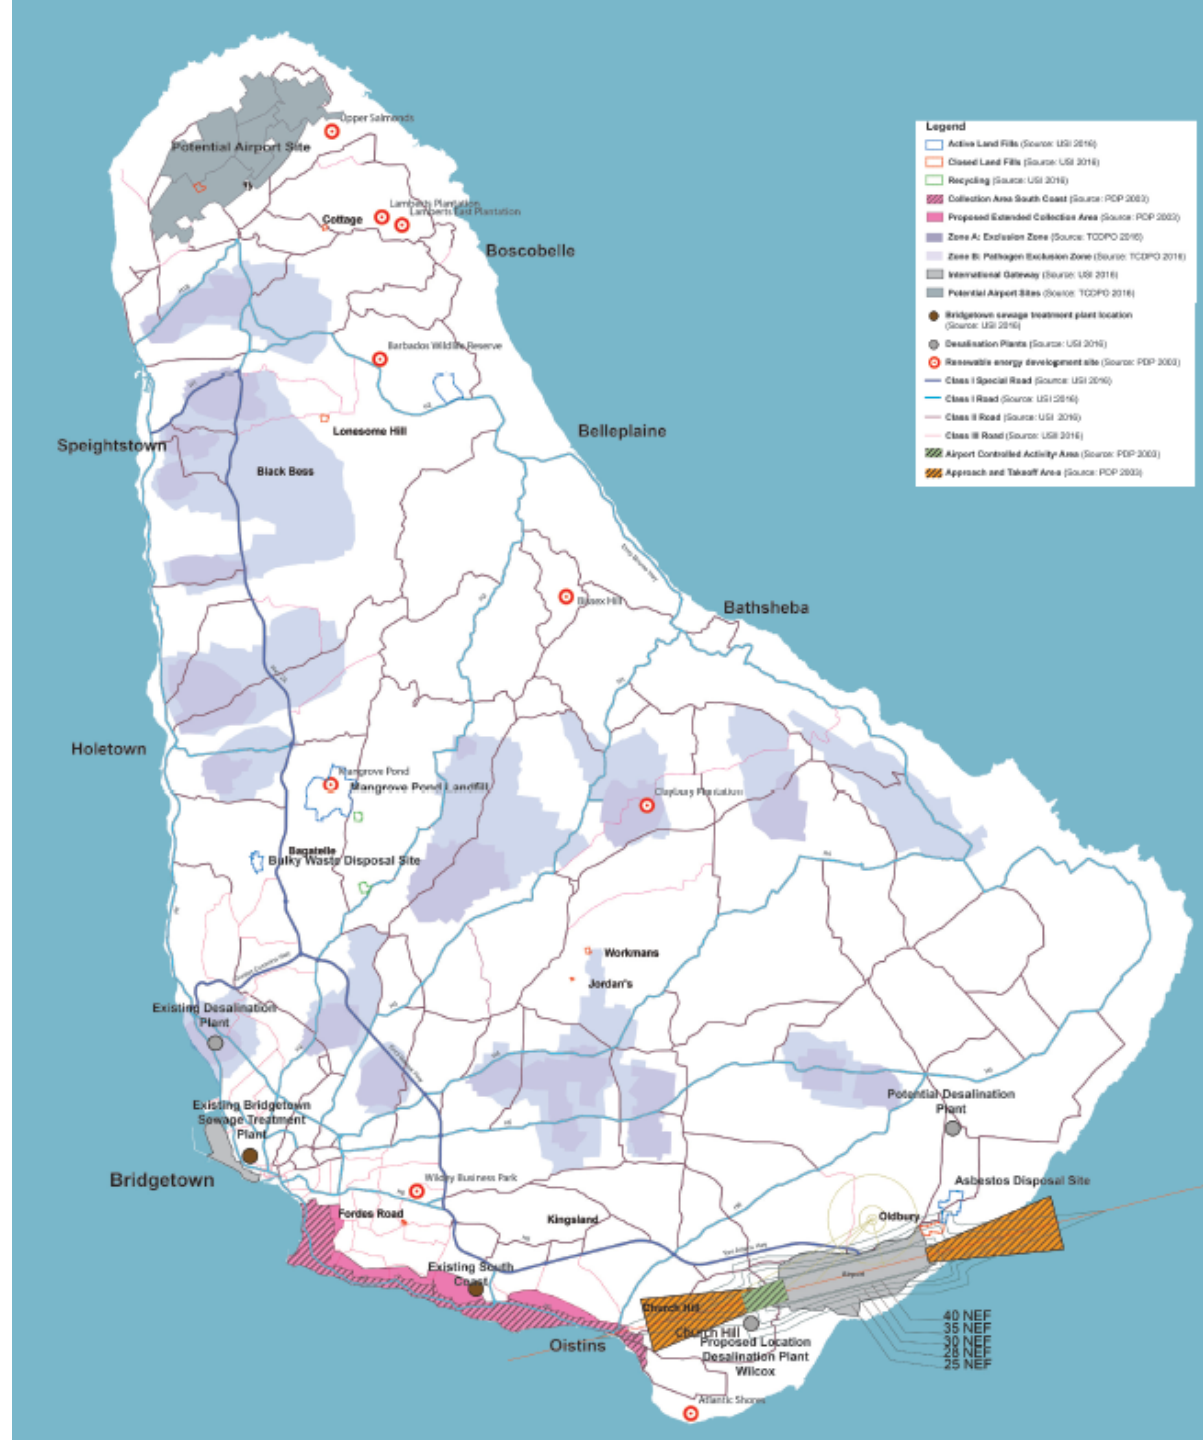 Upper Salmonds
Potential Airport Site
Lamberts Plantation
Lamberts East Plantation
Cottage
Boscobelle
Barbados Wildlife Reserve
Lonesome Hill
Belleplaine
Speightstown
Black Bess
Bissex Hill
Bathsheba
Holetown
Mangrove Pond
Mangrove Pond Landfill
Claybury Plantation
Bagatelle
Bulky Waste Disposal Site
Workmans
Jordan's
Existing Desalination
Plant
Existing Bridgetown
Sewage Treatment
Plant
Potential Desalination
Plant
Bridgetown
Wildey Business Park
Asbestos Disposal Site
Fordes Road
Kingsland
Oldbury
Existing South
Coast
Airport
Church Hill
Church Hill
Proposed Location
Desalination Plant
Wilcox
Oistins
40 NEF
35 NEF
30 NEF
28 NEF
25 NEF
Atlantic Shores
Legend
Active Land Fills (Source: USI 2016)
Closed Land Fills (Source: USI 2016)
Recycling (Source: USI 2016)
Collection Area South Coast (Source: PDP 2003)
Proposed Extended Collection Area (Source: PDP 2003)
Zone A: Exclusion Zone (Source: TCDPO 2016)
Zone B: Pathogen Exclusion Zone (Source: TCDPO 2016)
International Gateway (Source: USI 2016)
Potential Airport Sites (Source: TCDPO 2016)
Bridgetown sewage treatment plant location
(Source: USI 2016)
Desalination Plants (Source: USI 2016)
Renewable energy development site (Source: PDP 2003)
Class I Special Road (Source: USI 2016)
Class I Road (Source: USI 2016)
Class II Road (Source: USI 2016)
Class III Road (Source: USII 2016)
Airport Controlled Activity Area (Source: PDP 2003)
Approach and Takeoff Area (Source: PDP 2003)